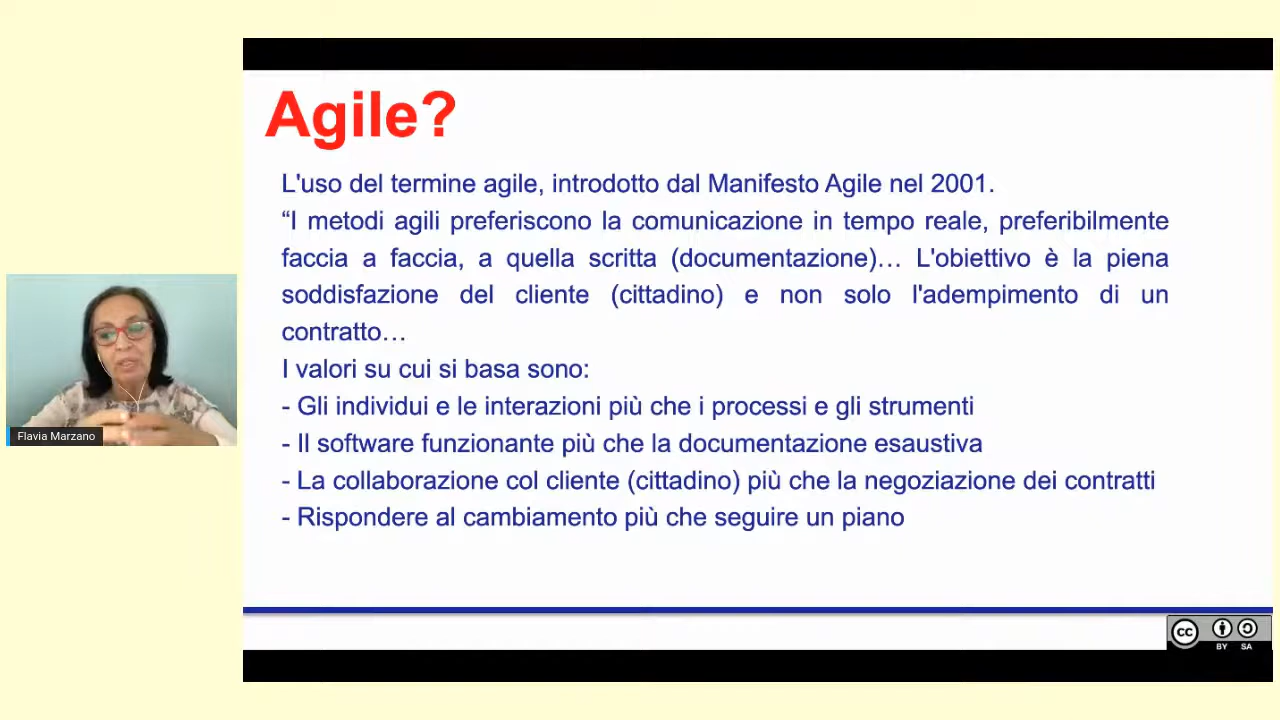 Agile?
L'uso del termine agile, introdotto dal Manifesto Agile nel 2001.
“I metodi agili preferiscono la comunicazione in tempo reale, preferibilmente
faccia a faccia, a quella scritta (documentazione)… L'obiettivo è la piena
soddisfazione del cliente (cittadino) e non solo l'adempimento di un
contratto…
I valori su cui si basa sono:
- Gli individui e le interazioni più che i processi e gli strumenti
- Il software funzionante più che la documentazione esaustiva
- La collaborazione col cliente (cittadino) più che la negoziazione dei contratti
- Rispondere al cambiamento più che seguire un piano
Flavia Marzano
cc
BY SA